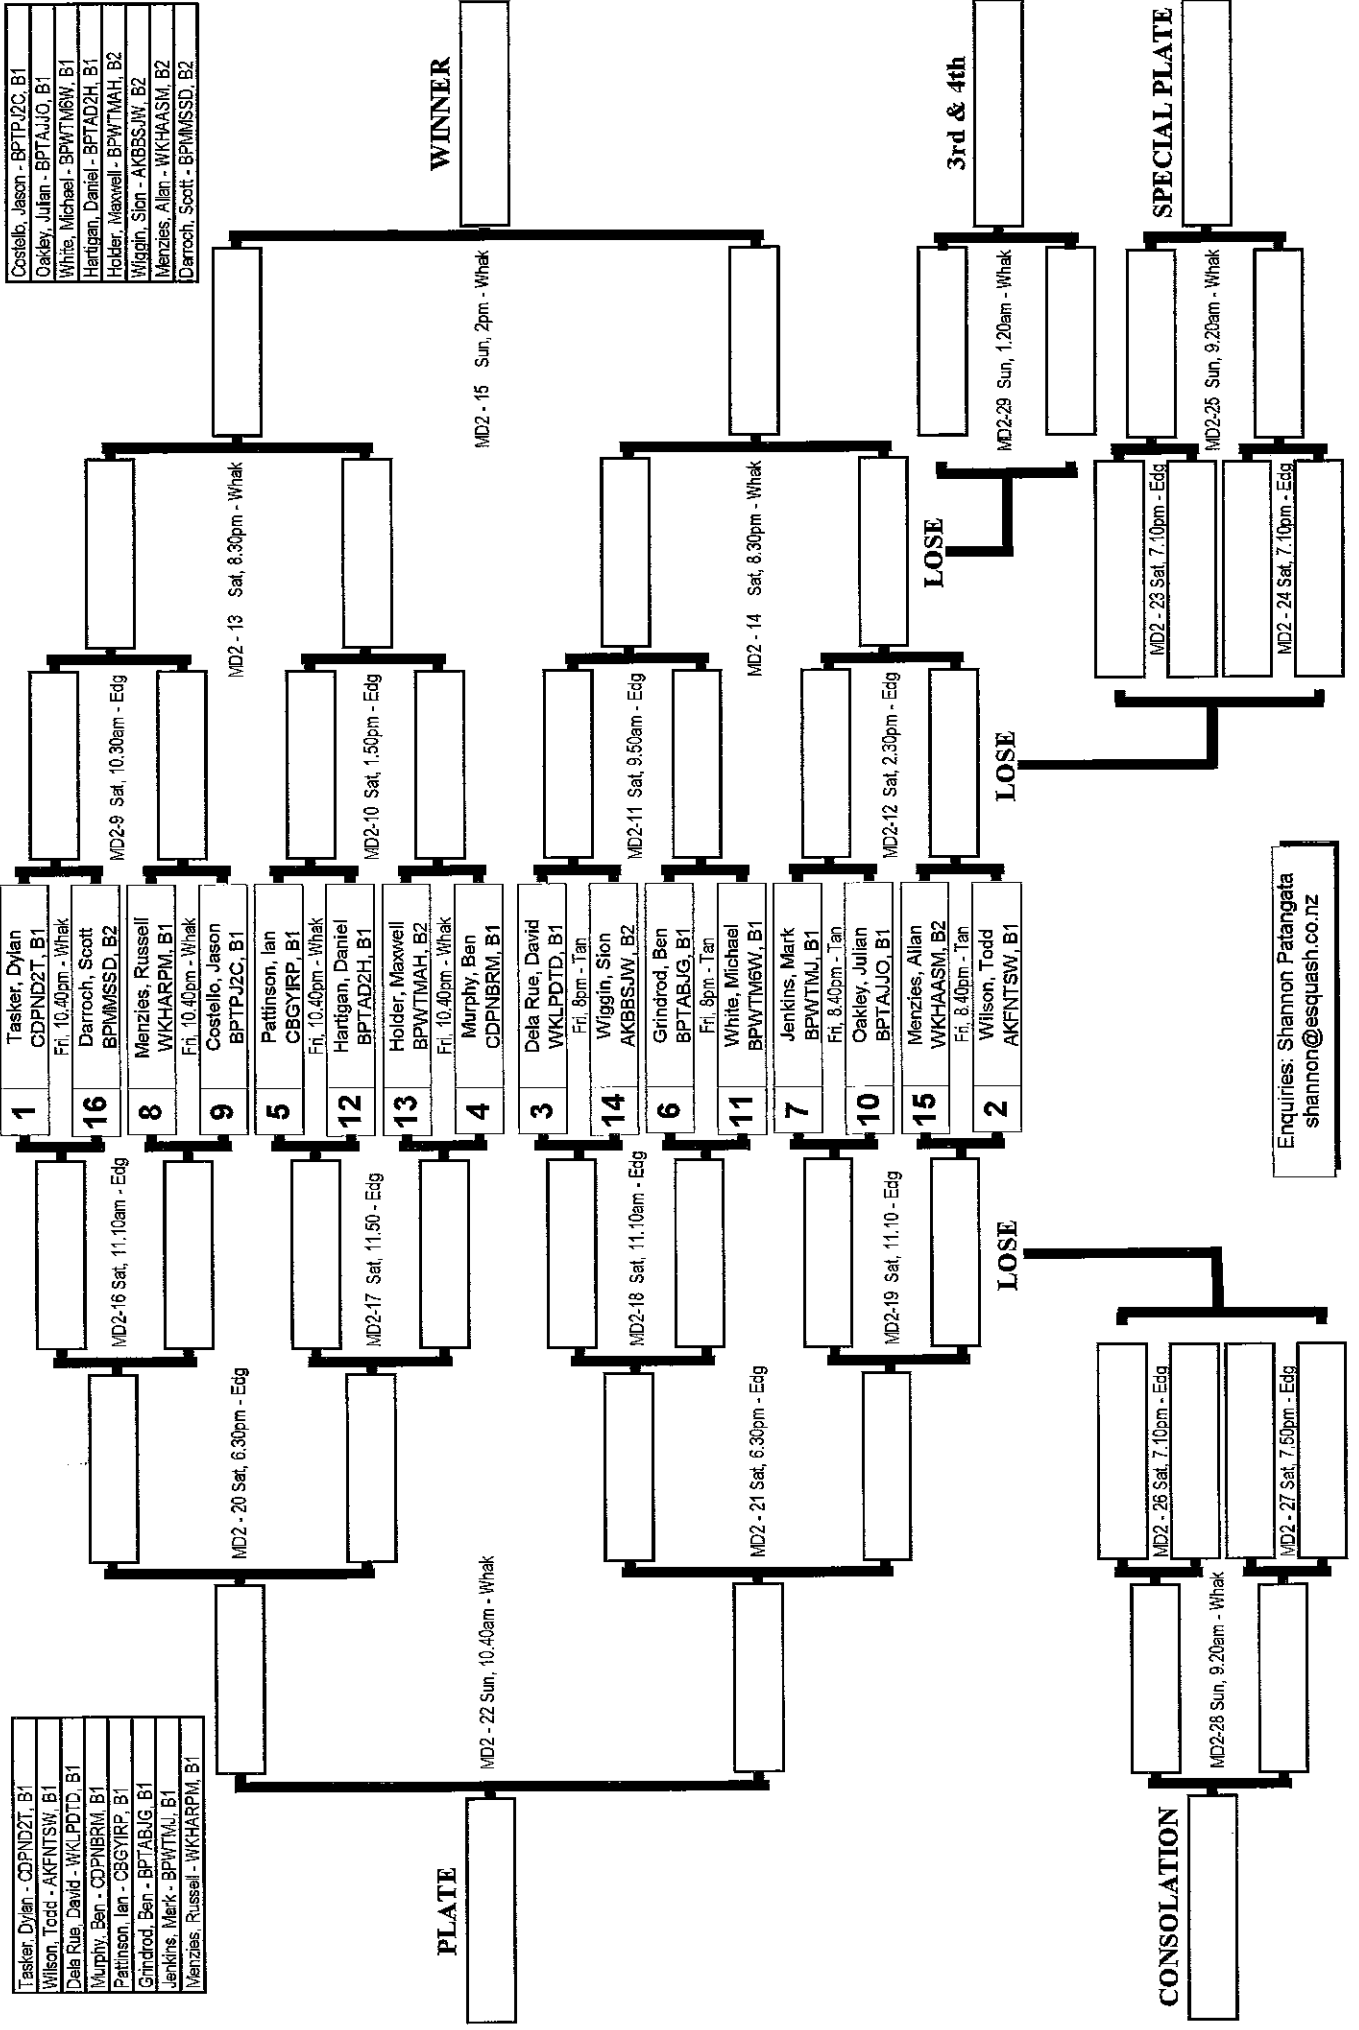 Tasker, Dylan - CDPND2T, B1
Wilson, Todd - AKFNTSW, B1
Dela Rue, David - WKLPDTD, B1
Murphy, Ben - CDPNBRM, B1
Pattinson, Ian - CBGYIRP, B1
Grindrod, Ben - BPTABJG, B1
Jenkins, Mark - BPWTMJ, B1
Menzies, Russell - WKHARPM, B1
Costello, Jason - BPTPJ2C, B1
Oakley, Julian - BPTAJJO, B1
White, Michael - BPWTM6W, B1
Hartigan, Daniel - BPTAD2H, B1
Holder, Maxwell - BPWTMAH, B2
Wiggin, Sion - AKBBSJW, B2
Menzies, Allan - WKHAASM, B2
Darroch, Scott - BPMMSSD, B2
1
Tasker, Dylan
CDPND2T, B1
Fri, 10.40pm - Whak
16
Darroch, Scott
BPMMSSD, B2
8
Menzies, Russell
WKHARPM, B1
Fri, 10.40pm - Whak
9
Costello, Jason
BPTPJ2C, B1
5
Pattinson, Ian
CBGYIRP, B1
Fri, 10.40pm - Whak
12
Hartigan, Daniel
BPTAD2H, B1
13
Holder, Maxwell
BPWTMAH, B2
Fri, 10.40pm - Whak
4
Murphy, Ben
CDPNBRM, B1
3
Dela Rue, David
WKLPDTD, B1
Fri, 8pm - Tan
14
Wiggin, Sion
AKBBSJW, B2
6
Grindrod, Ben
BPTABJG, B1
Fri, 8pm - Tan
11
White, Michael
BPWTM6W, B1
7
Jenkins, Mark
BPWTMJ, B1
Fri, 8.40pm - Tan
10
Oakley, Julian
BPTAJJO, B1
15
Menzies, Allan
WKHAASM, B2
Fri, 8.40pm - Tan
2
Wilson, Todd
AKFNTSW, B1
MD2-9 Sat, 10.30am - Edg
MD2-10 Sat, 1.50pm - Edg
MD2-11 Sat, 9.50am - Edg
MD2-12 Sat, 2.30pm - Edg
MD2 - 13 Sat, 8.30pm - Whak
MD2 - 14 Sat, 8.30pm - Whak
MD2 - 15 Sun, 2pm - Whak
WINNER
MD2-16 Sat, 11.10am - Edg
MD2-17 Sat, 11.50 - Edg
MD2-18 Sat, 11.10am - Edg
MD2-19 Sat, 11.10 - Edg
MD2 - 20 Sat, 6.30pm - Edg
MD2 - 21 Sat, 6.30pm - Edg
MD2 - 22 Sun, 10.40am - Whak
PLATE
LOSE
MD2-29 Sun, 1.20am - Whak
3rd & 4th
LOSE
MD2 - 23 Sat, 7.10pm - Edg
MD2 - 24 Sat, 7.10pm - Edg
MD2-25 Sun, 9.20am - Whak
SPECIAL PLATE
LOSE
MD2 - 26 Sat, 7.10pm - Edg
MD2 - 27 Sat, 7.50pm - Edg
MD2-28 Sun, 9.20am - Whak
CONSOLATION
Enquiries: Shannon Patangata
shannon@esquash.co.nz